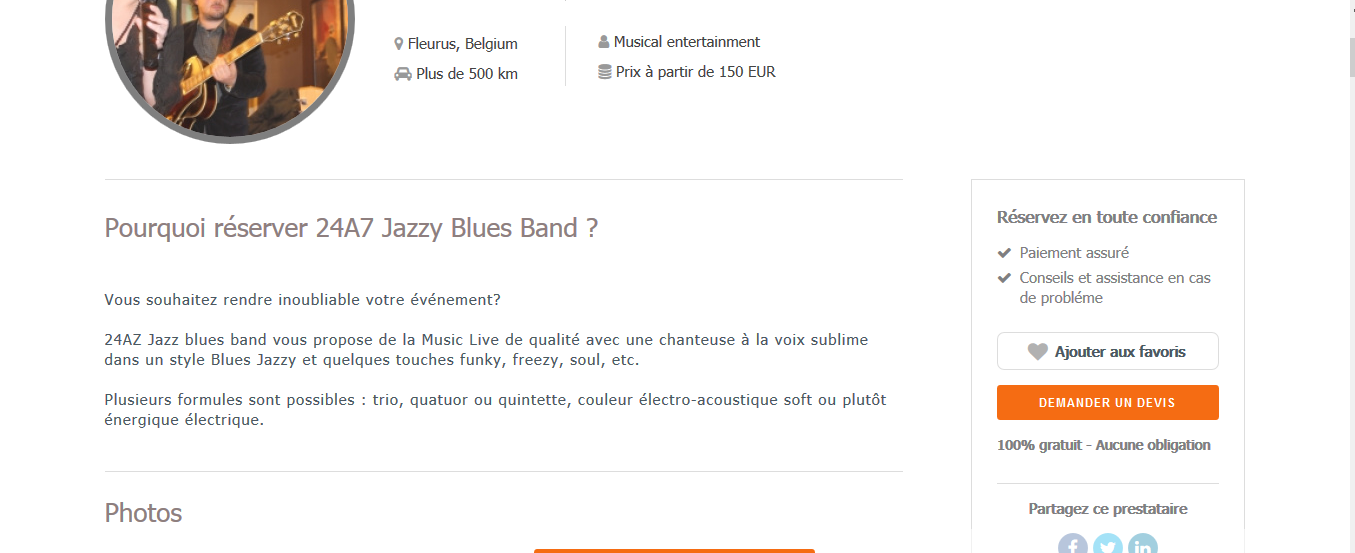 Fleurus, Belgium
Plus de 500 km
Musical entertainment
Prix à partir de 150 EUR
Pourquoi réserver 24A7 Jazzy Blues Band ?
Vous souhaitez rendre inoubliable votre événement?
24AZ Jazz blues band vous propose de la Music Live de qualité avec une chanteuse à la voix sublime
dans un style Blues Jazzy et quelques touches funky, freezy, soul, etc.
Plusieurs formules sont possibles : trio, quatuor ou quintette, couleur électro-acoustique soft ou plutôt
énergique électrique.
Photos
Réservez en toute confiance
Paiement assuré
Conseils et assistance en cas
de probléme
Ajouter aux favoris
DEMANDER UN DEVIS
100% gratuit - Aucune obligation
Partagez ce prestataire